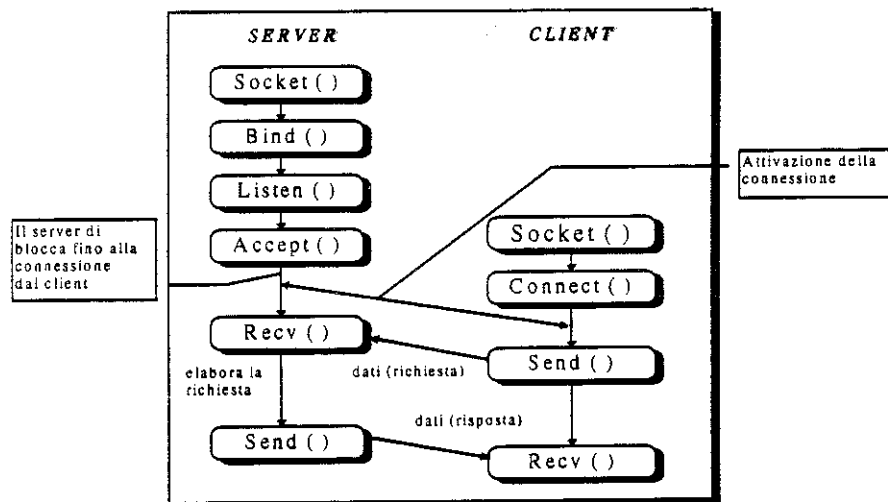 SERVER
CLIENT
Socket ( )
Bind ( )
Listen ( )
Accept ( )
Recv ( )
Send ( )
Socket ( )
Connect ( )
Send ( )
Recv ( )
Il server di
blocca fino alla
connessione
dal client
Attivazione della
connessione
elabora la
richiesta
dati (richiesta)
dati (risposta)